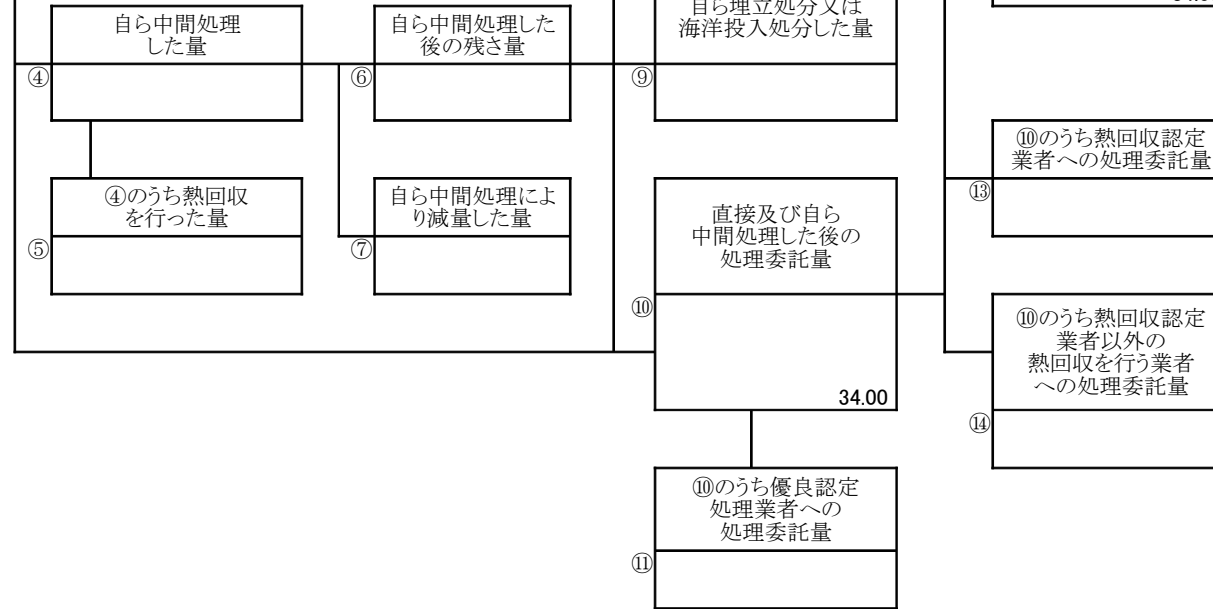 自ら中間処理
した量
④
自ら中間処理した
後の残さ量
⑥
自ら埋立処分又は
海洋投入処分した量
⑨
⑩のうち熱回収認定
業者への処理委託量
⑬
④のうち熱回収
を行った量
⑤
自ら中間処理によ
り減量した量
⑦
直接及び自ら
中間処理した後の
処理委託量
⑩
34.00
⑩のうち熱回収認定
業者以外の
熱回収を行う業者
への処理委託量
⑭
⑩のうち優良認定
処理業者への
処理委託量
⑪